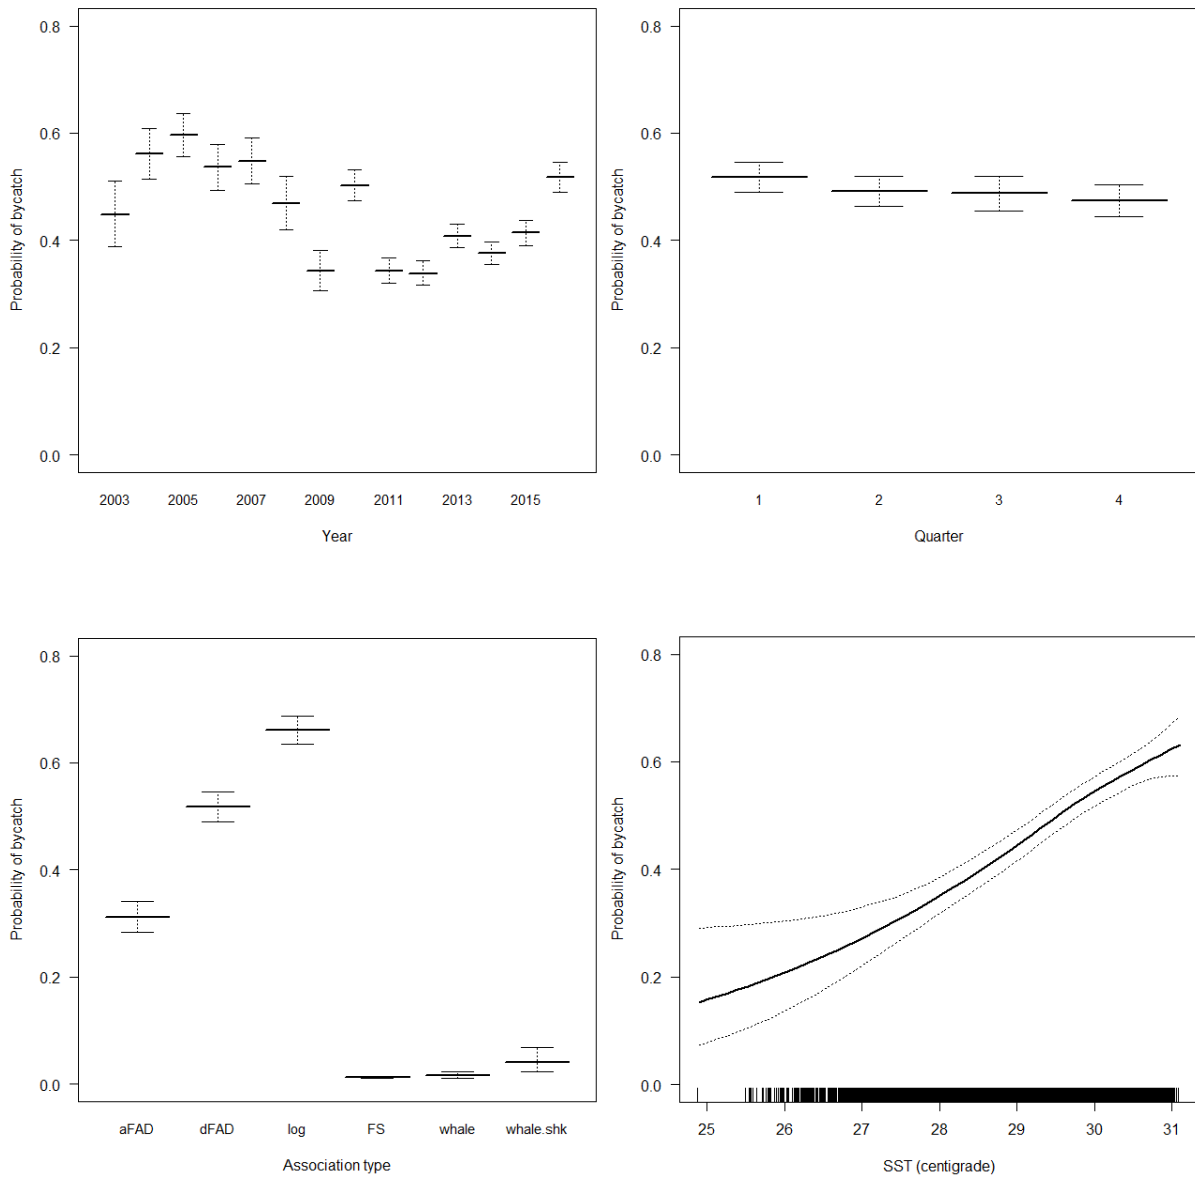 0.8
0.6
0.4
0.2
0.0
Probability of bycatch
2003 2005 2007 2009 2011 2013 2015
Year
0.8
0.6
0.4
0.2
0.0
Probability of bycatch
1 2 3 4
Quarter
0.8
0.6
0.4
0.2
0.0
Probability of bycatch
aFAD dFAD log FS whale whale.shk
Association type
0.8
0.6
0.4
0.2
0.0
Probability of bycatch
25 26 27 28 29 30 31
SST (centigrade)